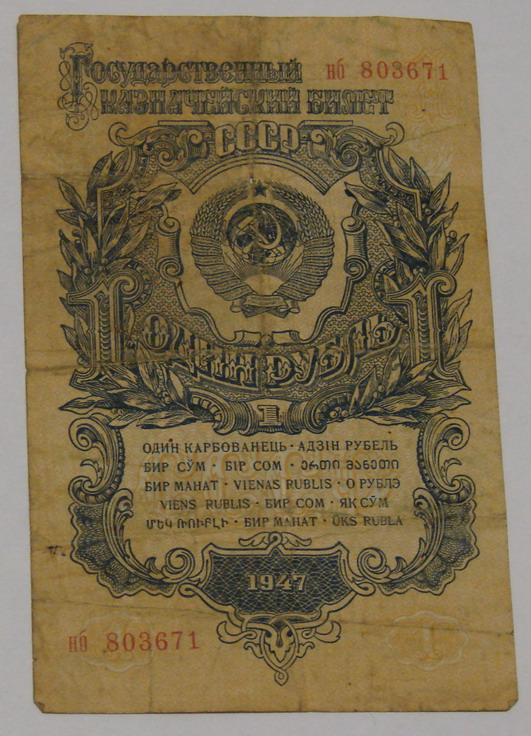 Государственный нб 803671
казначейский билет
СССР
1 1
Один рубль
1
ОДИН КАРБОВАНЕЦЬ · АДЗІН РУБЕЛЬ
БИР СЎМ · БІР СОМ · ᲔᲠᲗᲘ ᲛᲐᲜᲔᲗᲘ
БИР МАНАТ · VIENAS RUBLIS · О РУБЛЭ
VIENS RUBLIS · БИР СОМ · ЯК СӮМ
ՄԵԿ ՌՈՒԲԼԻ · БИР МАНАТ · ÜKS RUBLA
1947
нб 803671
1